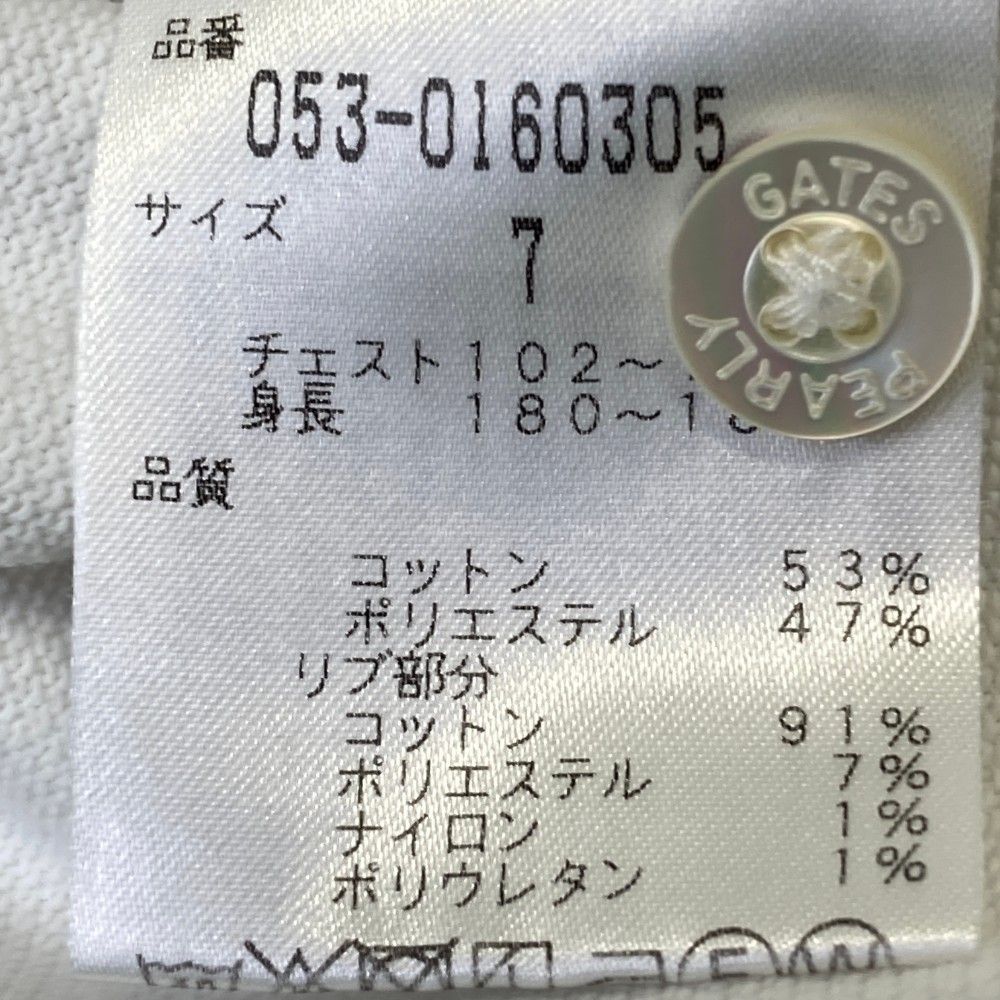 品番
053-0160305
サイズ
7
チェスト102～
身長 180～1
品質
コットン 53%
ポリエステル 47%
リブ部分
コットン 91%
ポリエステル 7%
ナイロン 1%
ポリウレタン 1%
F W
GATES
PEARLY